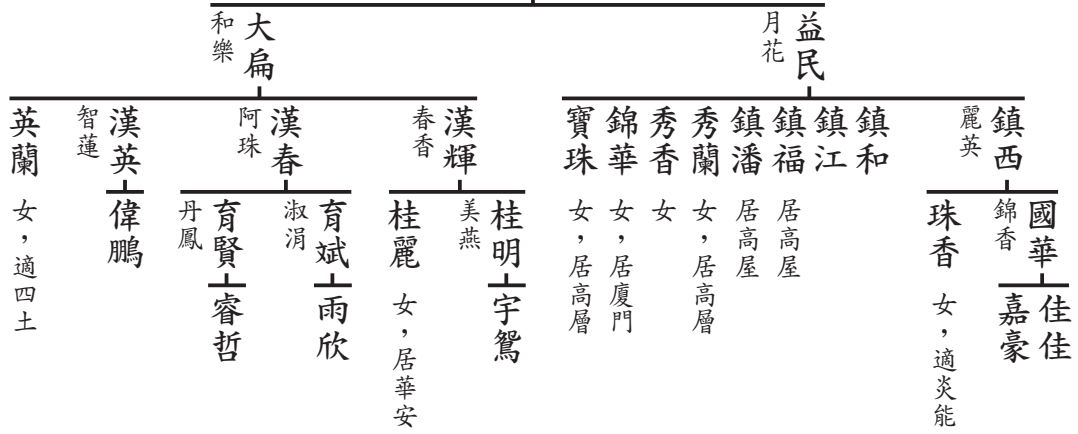 益民
月花
大扁
和樂
鎮西
麗英
鎮和
鎮江
鎮福 居高屋
鎮潘 居高屋
秀蘭 女，居高層
秀香 女
錦華 女，居廈門
寶珠 女，居高層
漢輝
春香
漢春
阿珠
漢英
智蓮
英蘭 女，適四土
國華
錦香
珠香 女，適炎能
桂明
美燕
桂麗 女，居華安
育斌
淑涓
育賢
丹鳳
偉鵬
佳佳
嘉豪
宇鴛
雨欣
睿哲